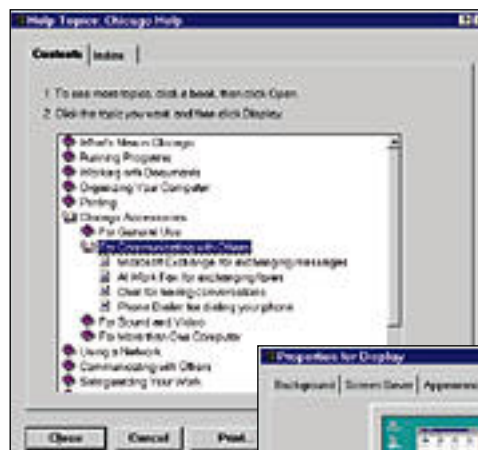 Help Topics: Chicago Help
Contents
Index
1 To see more topics, click a book, then click Open.
2 Click the topic you want, and then click Display.
What's New in Chicago
Running Programs
Working with Documents
Organizing Your Computer
Printing
Chicago Accessories
For General Use
For Communicating with Others
Microsoft Exchange for exchanging messages
At Work Fax for exchanging faxes
Chat for having conversations
Phone Dialer for dialing your phone
For Sound and Video
For More than One Computer
Using a Network
Communicating with Others
Safeguarding Your Work
Close
Cancel
Print...
Properties for Display
Background
Screen Saver
Appearance